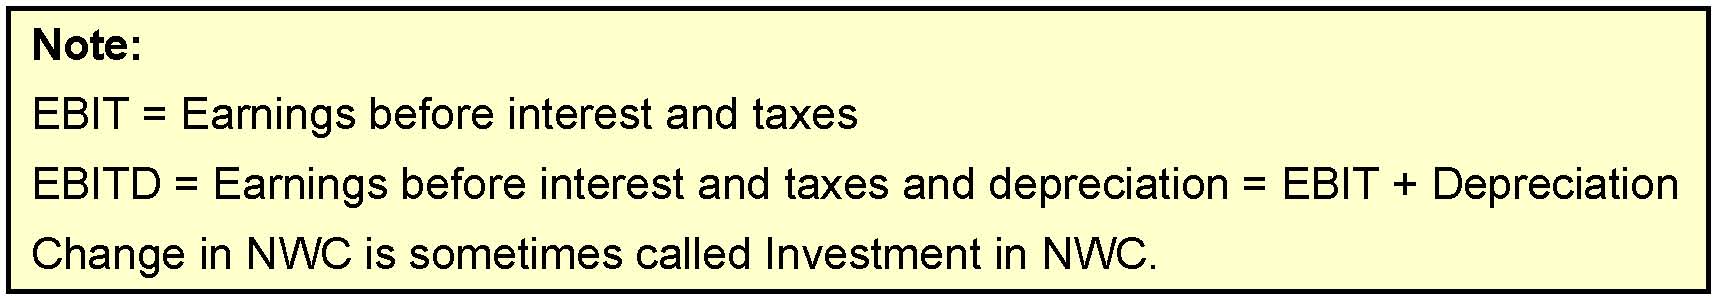 Note:
EBIT = Earnings before interest and taxes
EBITD = Earnings before interest and taxes and depreciation = EBIT + Depreciation
Change in NWC is sometimes called Investment in NWC.